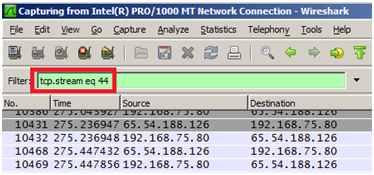 Capturing from Intel(R) PRO/1000 MT Network Connection - Wireshark
File Edit View Go Capture Analyze Statistics Telephony Tools Help
Filter: tcp.stream eq 44
No. Time Source Destination
10386 275.043927 192.168.75.80 65.54.188.126
10431 275.236947 65.54.188.126 192.168.75.80
10432 275.236948 192.168.75.80 65.54.188.126
10468 275.447432 192.168.75.80 65.54.188.126
10469 275.447856 65.54.188.126 192.168.75.80